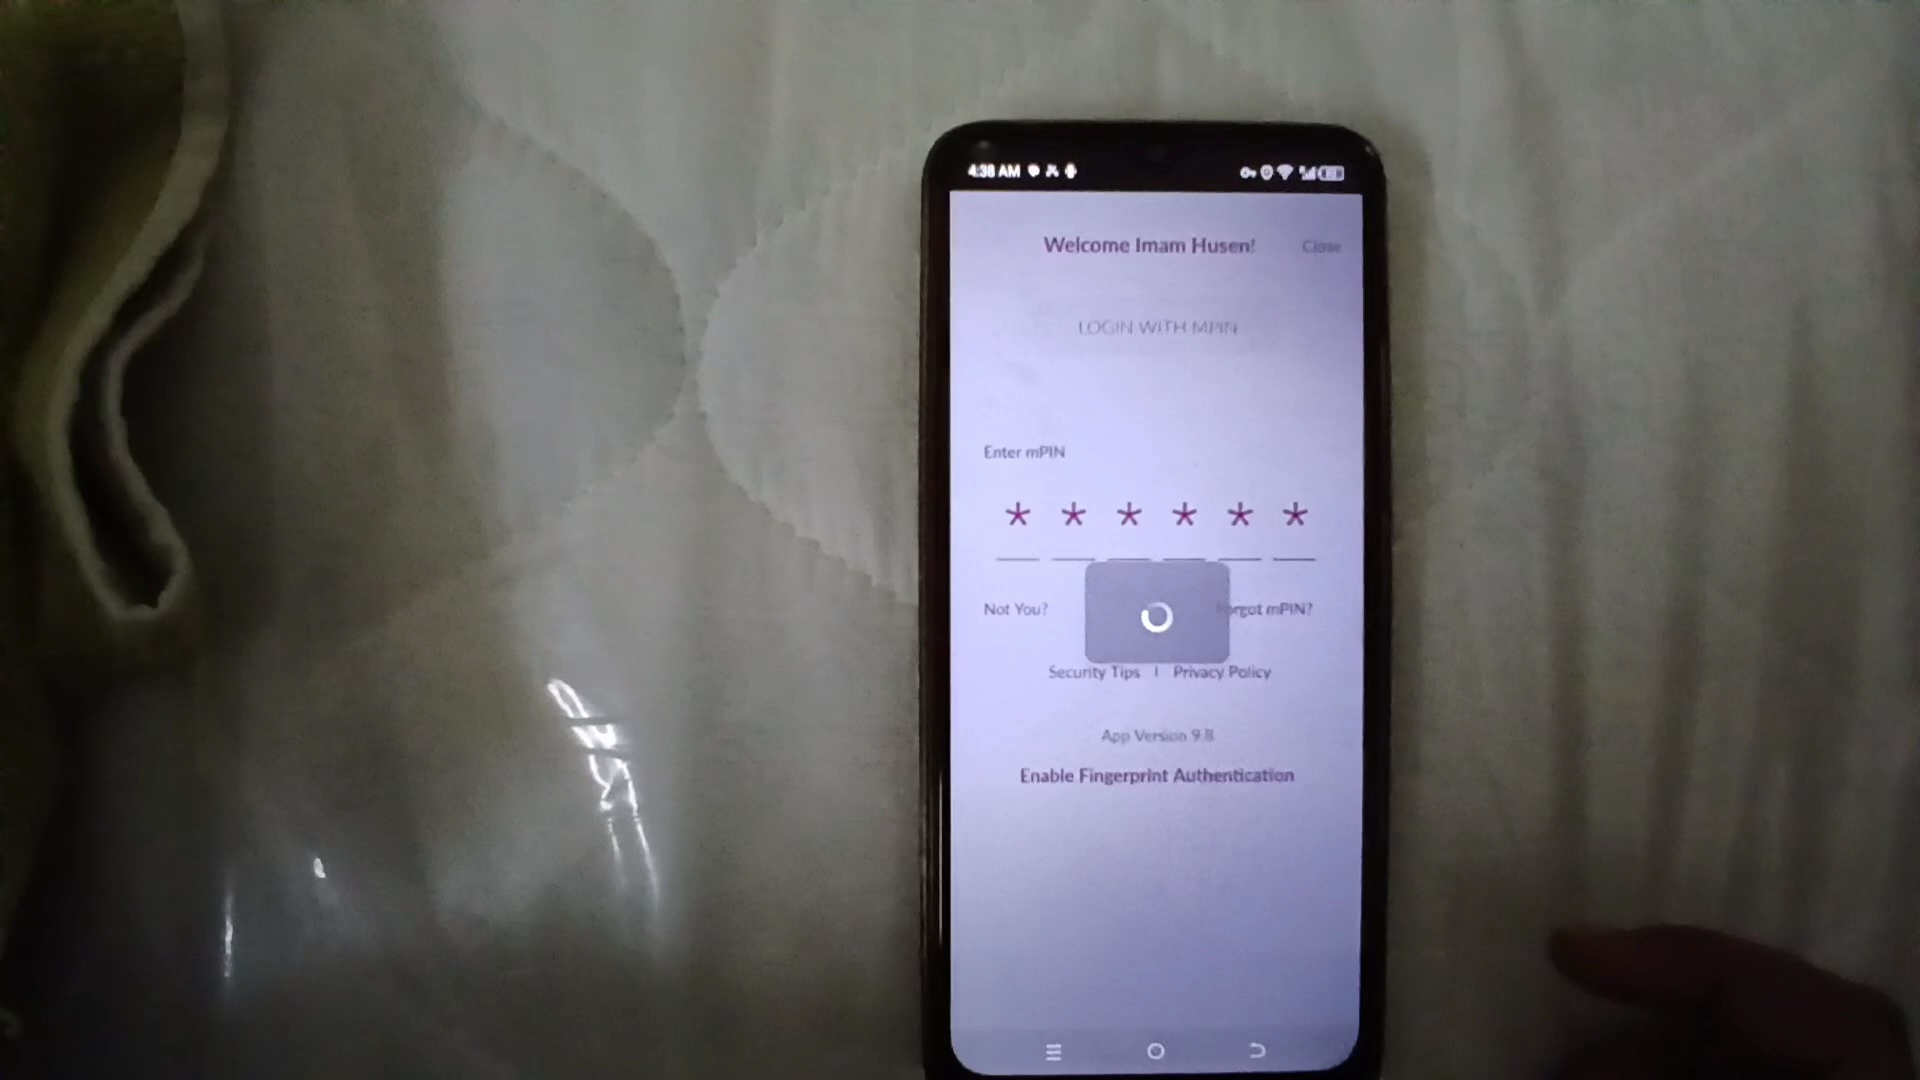 4:38 AM
Welcome Imam Husen!
Close
LOGIN WITH MPIN
Enter mPIN
* * * * * *
Not You?
Forgot mPIN?
Security Tips | Privacy Policy
App Version 9.8
Enable Fingerprint Authentication